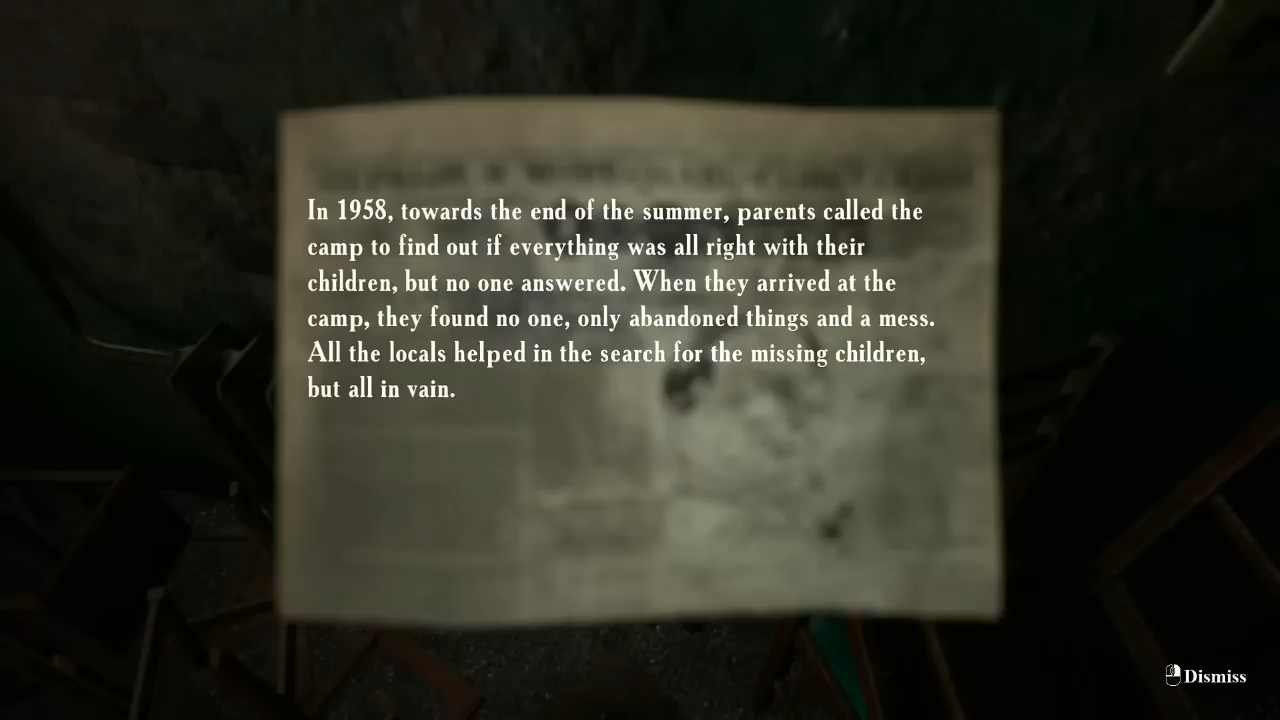 In 1958, towards the end of the summer, parents called the
camp to find out if everything was all right with their
children, but no one answered. When they arrived at the
camp, they found no one, only abandoned things and a mess.
All the locals helped in the search for the missing children,
but all in vain.
Dismiss